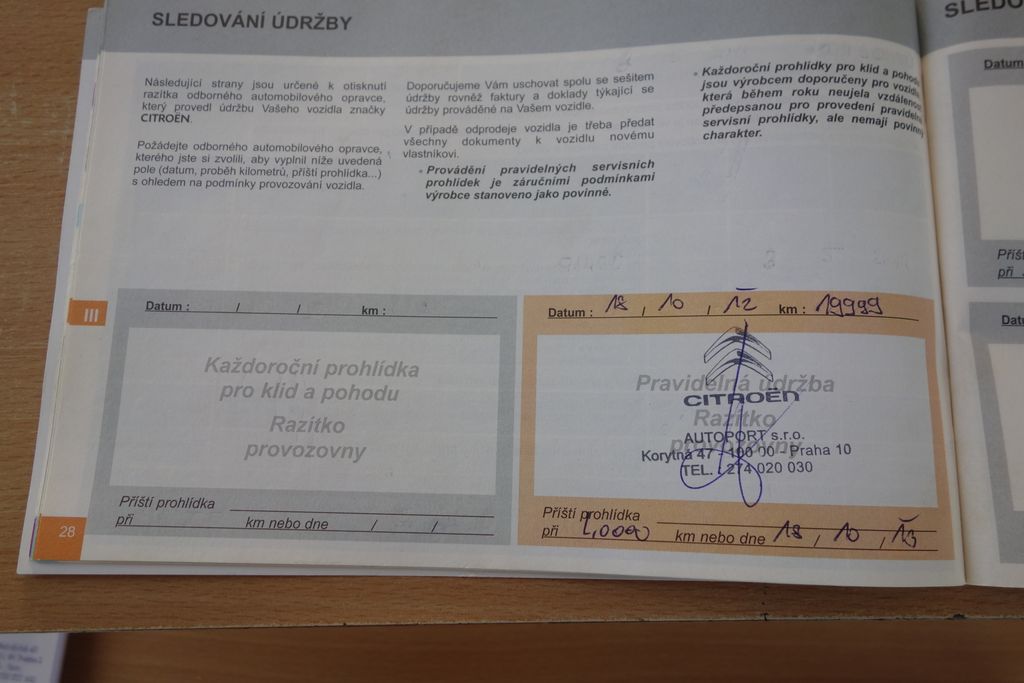 SLEDOVÁNÍ ÚDRŽBY
Následující strany jsou určené k otisknutí
razítka odborného automobilového opravce,
který provedl údržbu Vašeho vozidla značky
CITROËN.
Požádejte odborného automobilového opravce,
kterého jste si zvolili, aby vyplnil níže uvedená
pole (datum, proběh kilometrů, příští prohlídka...)
s ohledem na podmínky provozování vozidla.
Doporučujeme Vám uschovat spolu se sešitem
údržby rovněž faktury a doklady týkající se
údržby prováděné na Vašem vozidle.
V případě odprodeje vozidla je třeba předat
všechny dokumenty k vozidlu novému
vlastníkovi.
• Provádění pravidelných servisních
prohlídek je záručními podmínkami
výrobce stanoveno jako povinné.
• Každoroční prohlídky pro klid a pohodu
jsou výrobcem doporučeny pro vozidla,
která během roku neujela vzdálenost
předepsanou pro provedení pravidelné
servisní prohlídky, ale nemají povinný
charakter.
III
Datum : / / km :
Každoroční prohlídka
pro klid a pohodu
Razítko
provozovny
Příští prohlídka
při km nebo dne / /
28
Datum : 18 / 10 / 12 km : 19999
Pravidelná údržba
Razítko
provozovny
CITROËN
AUTOPORT s.r.o.
Korytná 47 100 00 - Praha 10
TEL. : 274 020 030
Příští prohlídka
při 40000 km nebo dne 18 / 10 / 13
SLEDO
Datum
Příšt
při
Datu